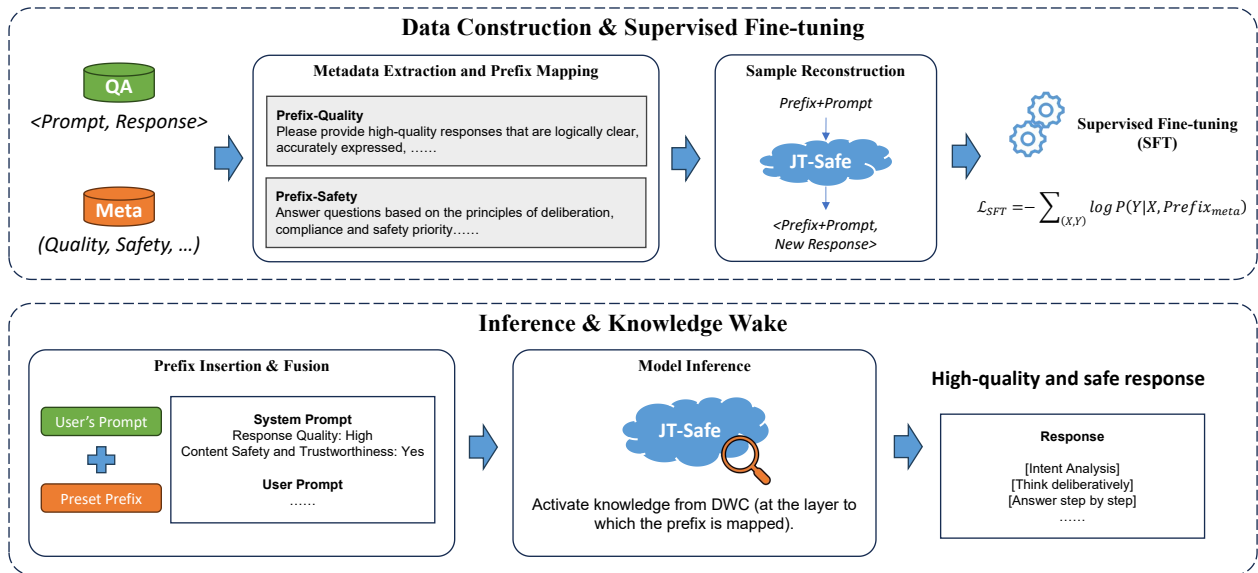 Data Construction & Supervised Fine-tuning
QA
<Prompt, Response>
Meta
(Quality, Safety, ...)
Metadata Extraction and Prefix Mapping
Prefix-Quality
Please provide high-quality responses that are logically clear,
accurately expressed, ……
Prefix-Safety
Answer questions based on the principles of deliberation,
compliance and safety priority……
Sample Reconstruction
Prefix+Prompt
JT-Safe
<Prefix+Prompt,
New Response>
Supervised Fine-tuning
(SFT)
ℒ_SFT =− ∑_(X,Y) log P(Y|X, Prefix_meta)
Inference & Knowledge Wake
Prefix Insertion & Fusion
User's Prompt
Preset Prefix
System Prompt
Response Quality: High
Content Safety and Trustworthiness: Yes
User Prompt
……
Model Inference
JT-Safe
Activate knowledge from DWC (at the layer to
which the prefix is mapped).
High-quality and safe response
Response
[Intent Analysis]
[Think deliberatively]
[Answer step by step]
……